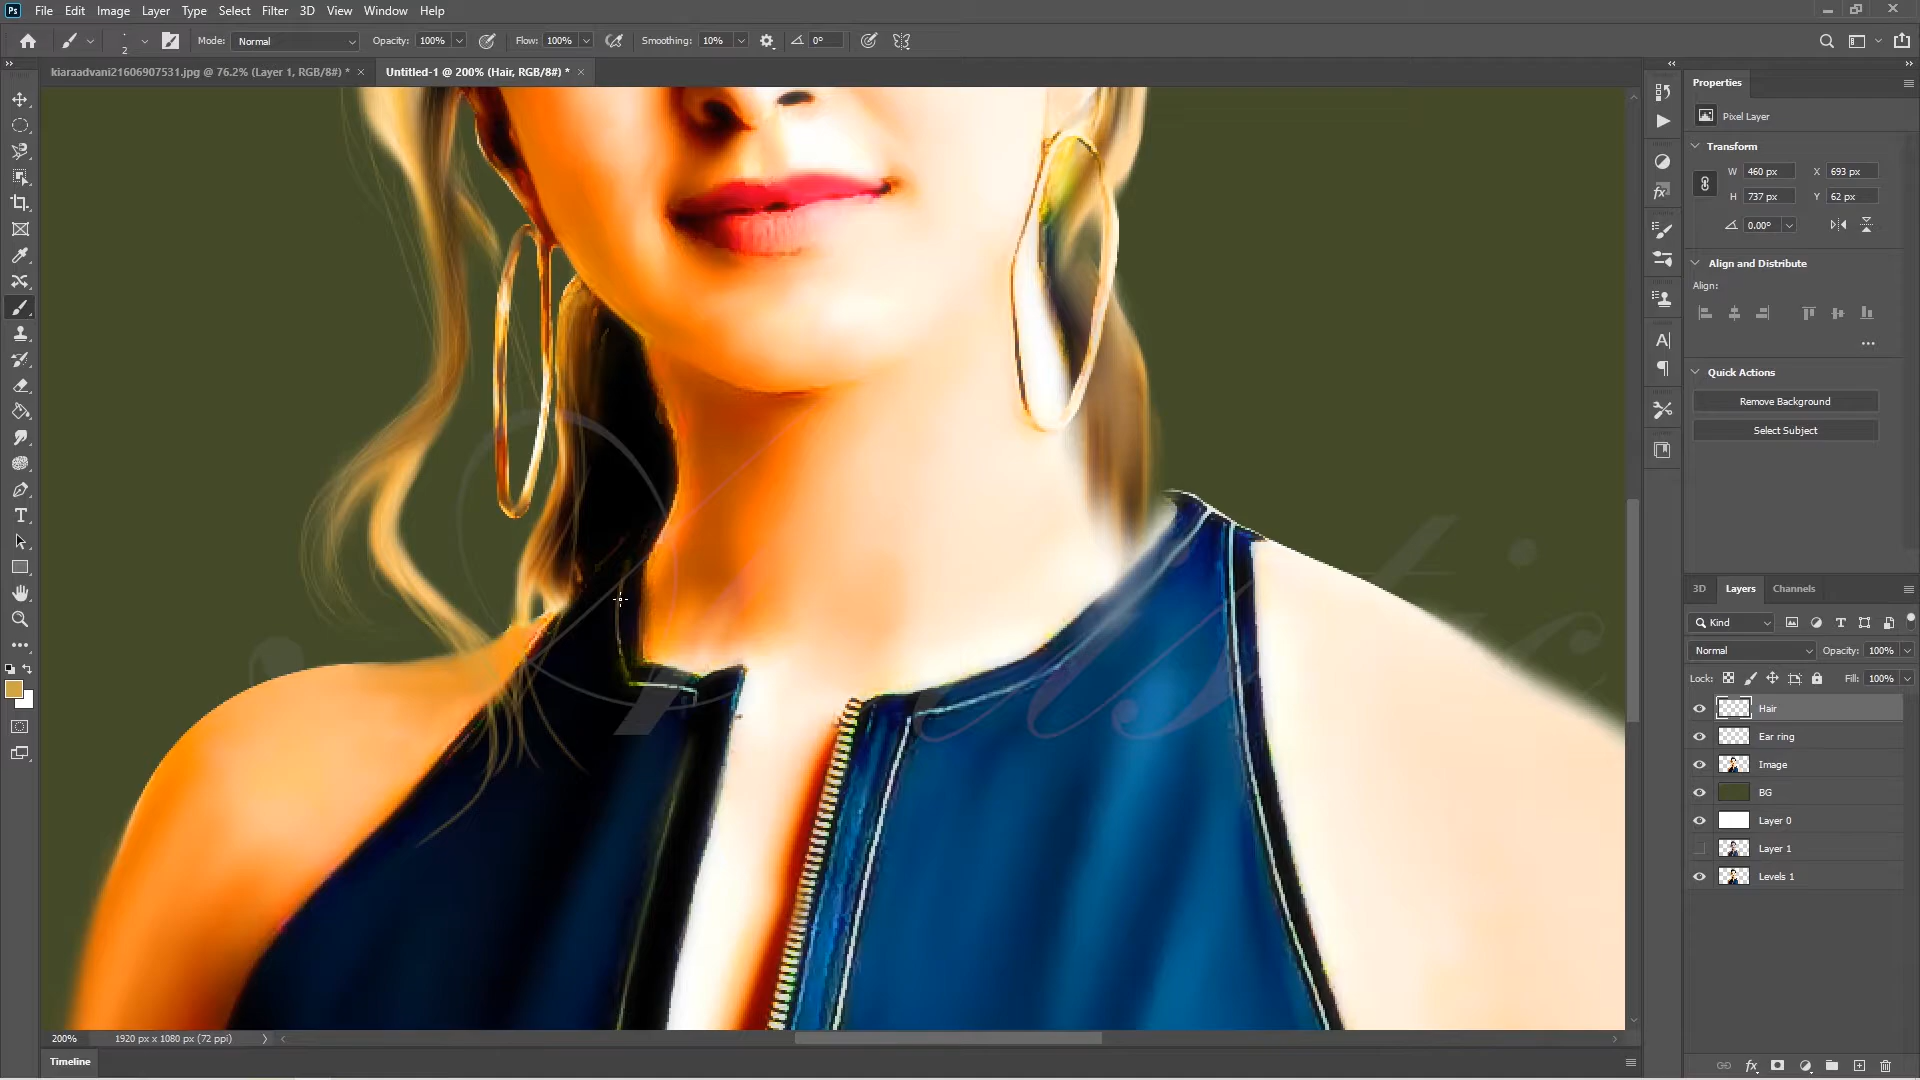 Ps File Edit Image Layer Type Select Filter 3D View Window Help
2 Mode: Normal Opacity: 100% Flow: 100% Smoothing: 10% 0°
kiaraadvani21606907531.jpg @ 76.2% (Layer 1, RGB/8#) * Untitled-1 @ 200% (Hair, RGB/8#) *
Properties
Pixel Layer
Transform
W 460 px X 693 px
H 737 px Y 62 px
0.00°
Align and Distribute
Align:
Quick Actions
Remove Background
Select Subject
3D Layers Channels
Kind
Normal Opacity: 100%
Lock: Fill: 100%
Hair
Ear ring
Image
BG
Layer 0
Layer 1
Levels 1
200% 1920 px x 1080 px (72 ppi)
Timeline